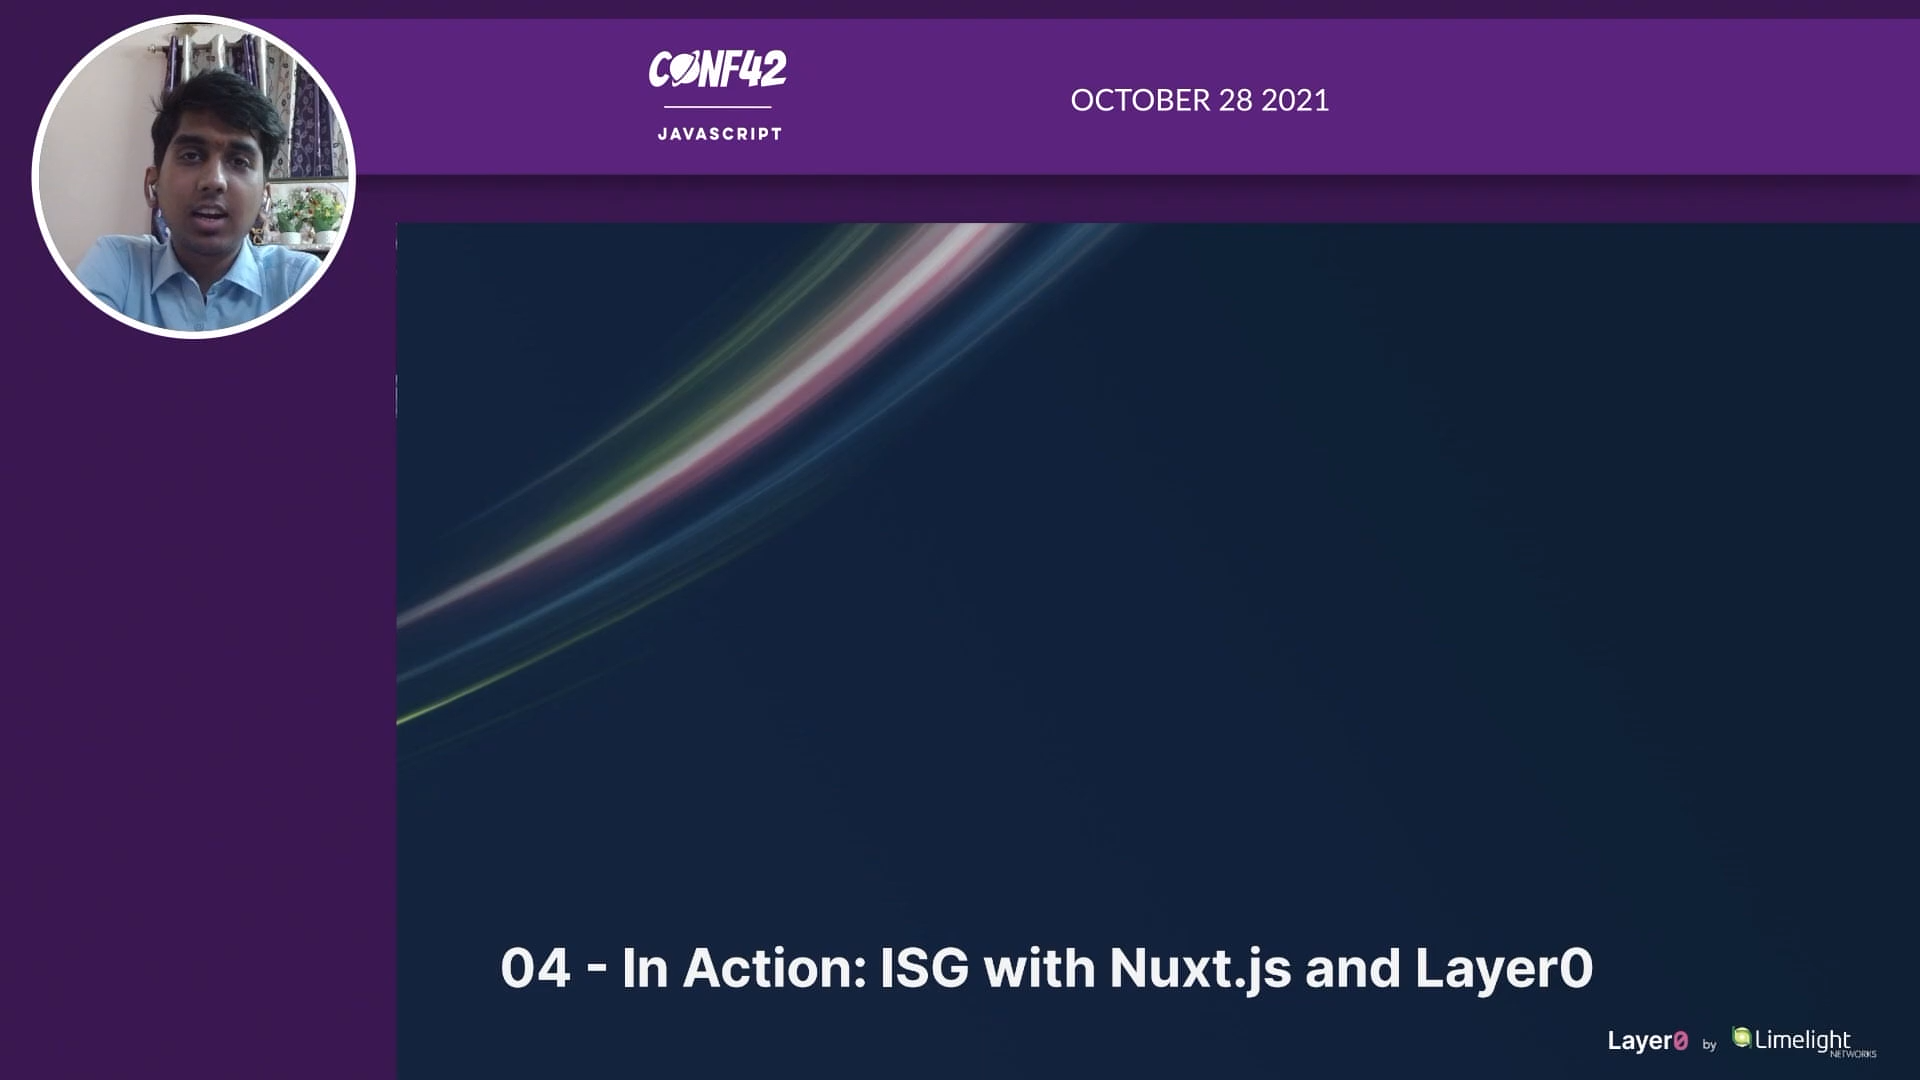 CONF42
JAVASCRIPT
OCTOBER 28 2021
04 - In Action: ISG with Nuxt.js and Layer0
Layer0 by Limelight
NETWORKS